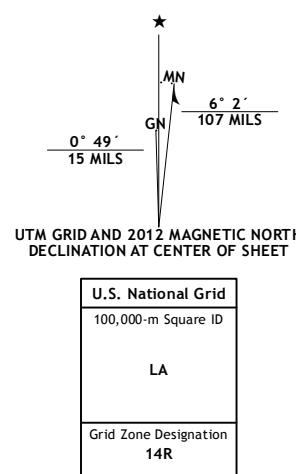 ★
MN
GN
6° 2´
107 MILS
0° 49´
15 MILS
UTM GRID AND 2012 MAGNETIC NORTH
DECLINATION AT CENTER OF SHEET
U.S. National Grid
100,000-m Square ID
LA
Grid Zone Designation
14R